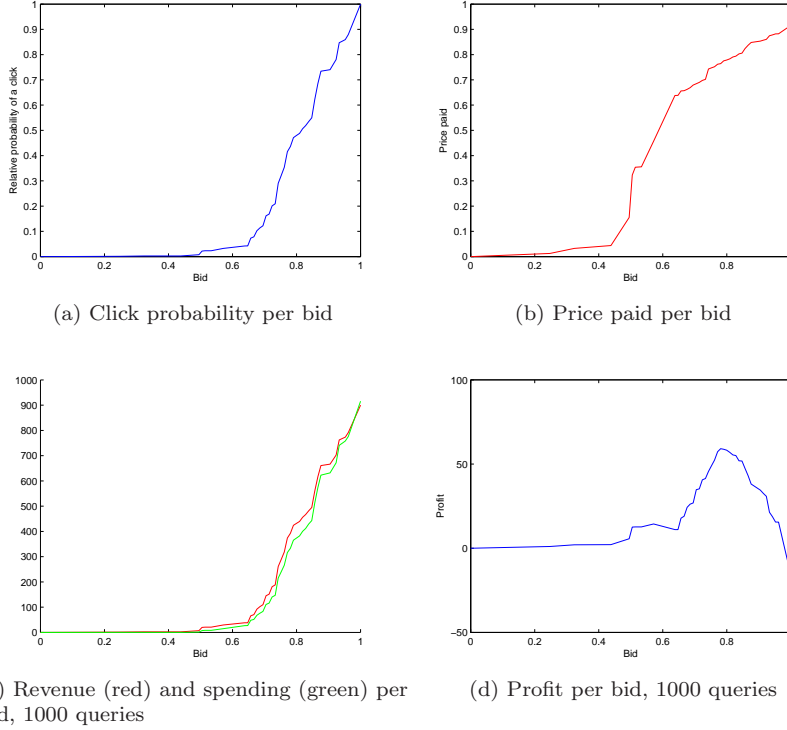 1
0.9
0.8
0.7
0.6
0.5
0.4
0.3
0.2
0.1
0
Relative probability of a click
0 0.2 0.4 0.6 0.8 1
Bid
(a) Click probability per bid
1
0.9
0.8
0.7
0.6
0.5
0.4
0.3
0.2
0.1
0
Price paid
0 0.2 0.4 0.6 0.8
Bid
(b) Price paid per bid
1000
900
800
700
600
500
400
300
200
100
0
0 0.2 0.4 0.6 0.8 1
Bid
) Revenue (red) and spending (green) per
d, 1000 queries
100
50
0
−50
Profit
0 0.2 0.4 0.6 0.8
Bid
(d) Profit per bid, 1000 queries